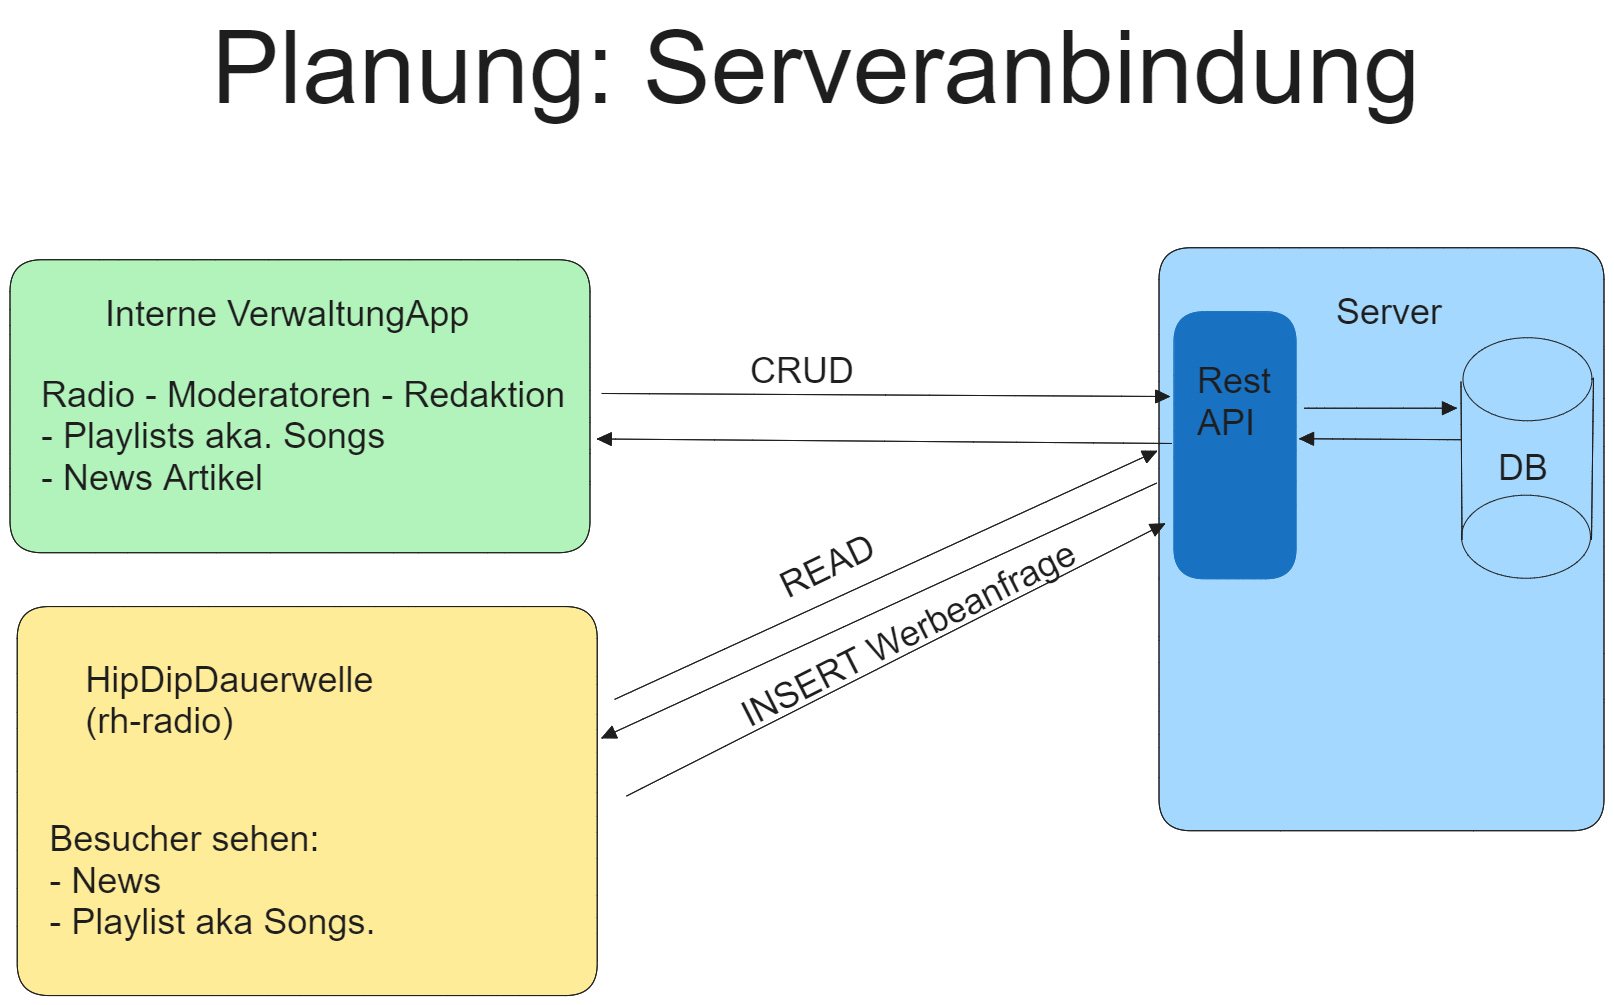 Planung: Serveranbindung
Interne VerwaltungApp
Radio - Moderatoren - Redaktion
- Playlists aka. Songs
- News Artikel
CRUD
Server
Rest
API
DB
READ
INSERT Werbeanfrage
HipDipDauerwelle
(rh-radio)
Besucher sehen:
- News
- Playlist aka Songs.